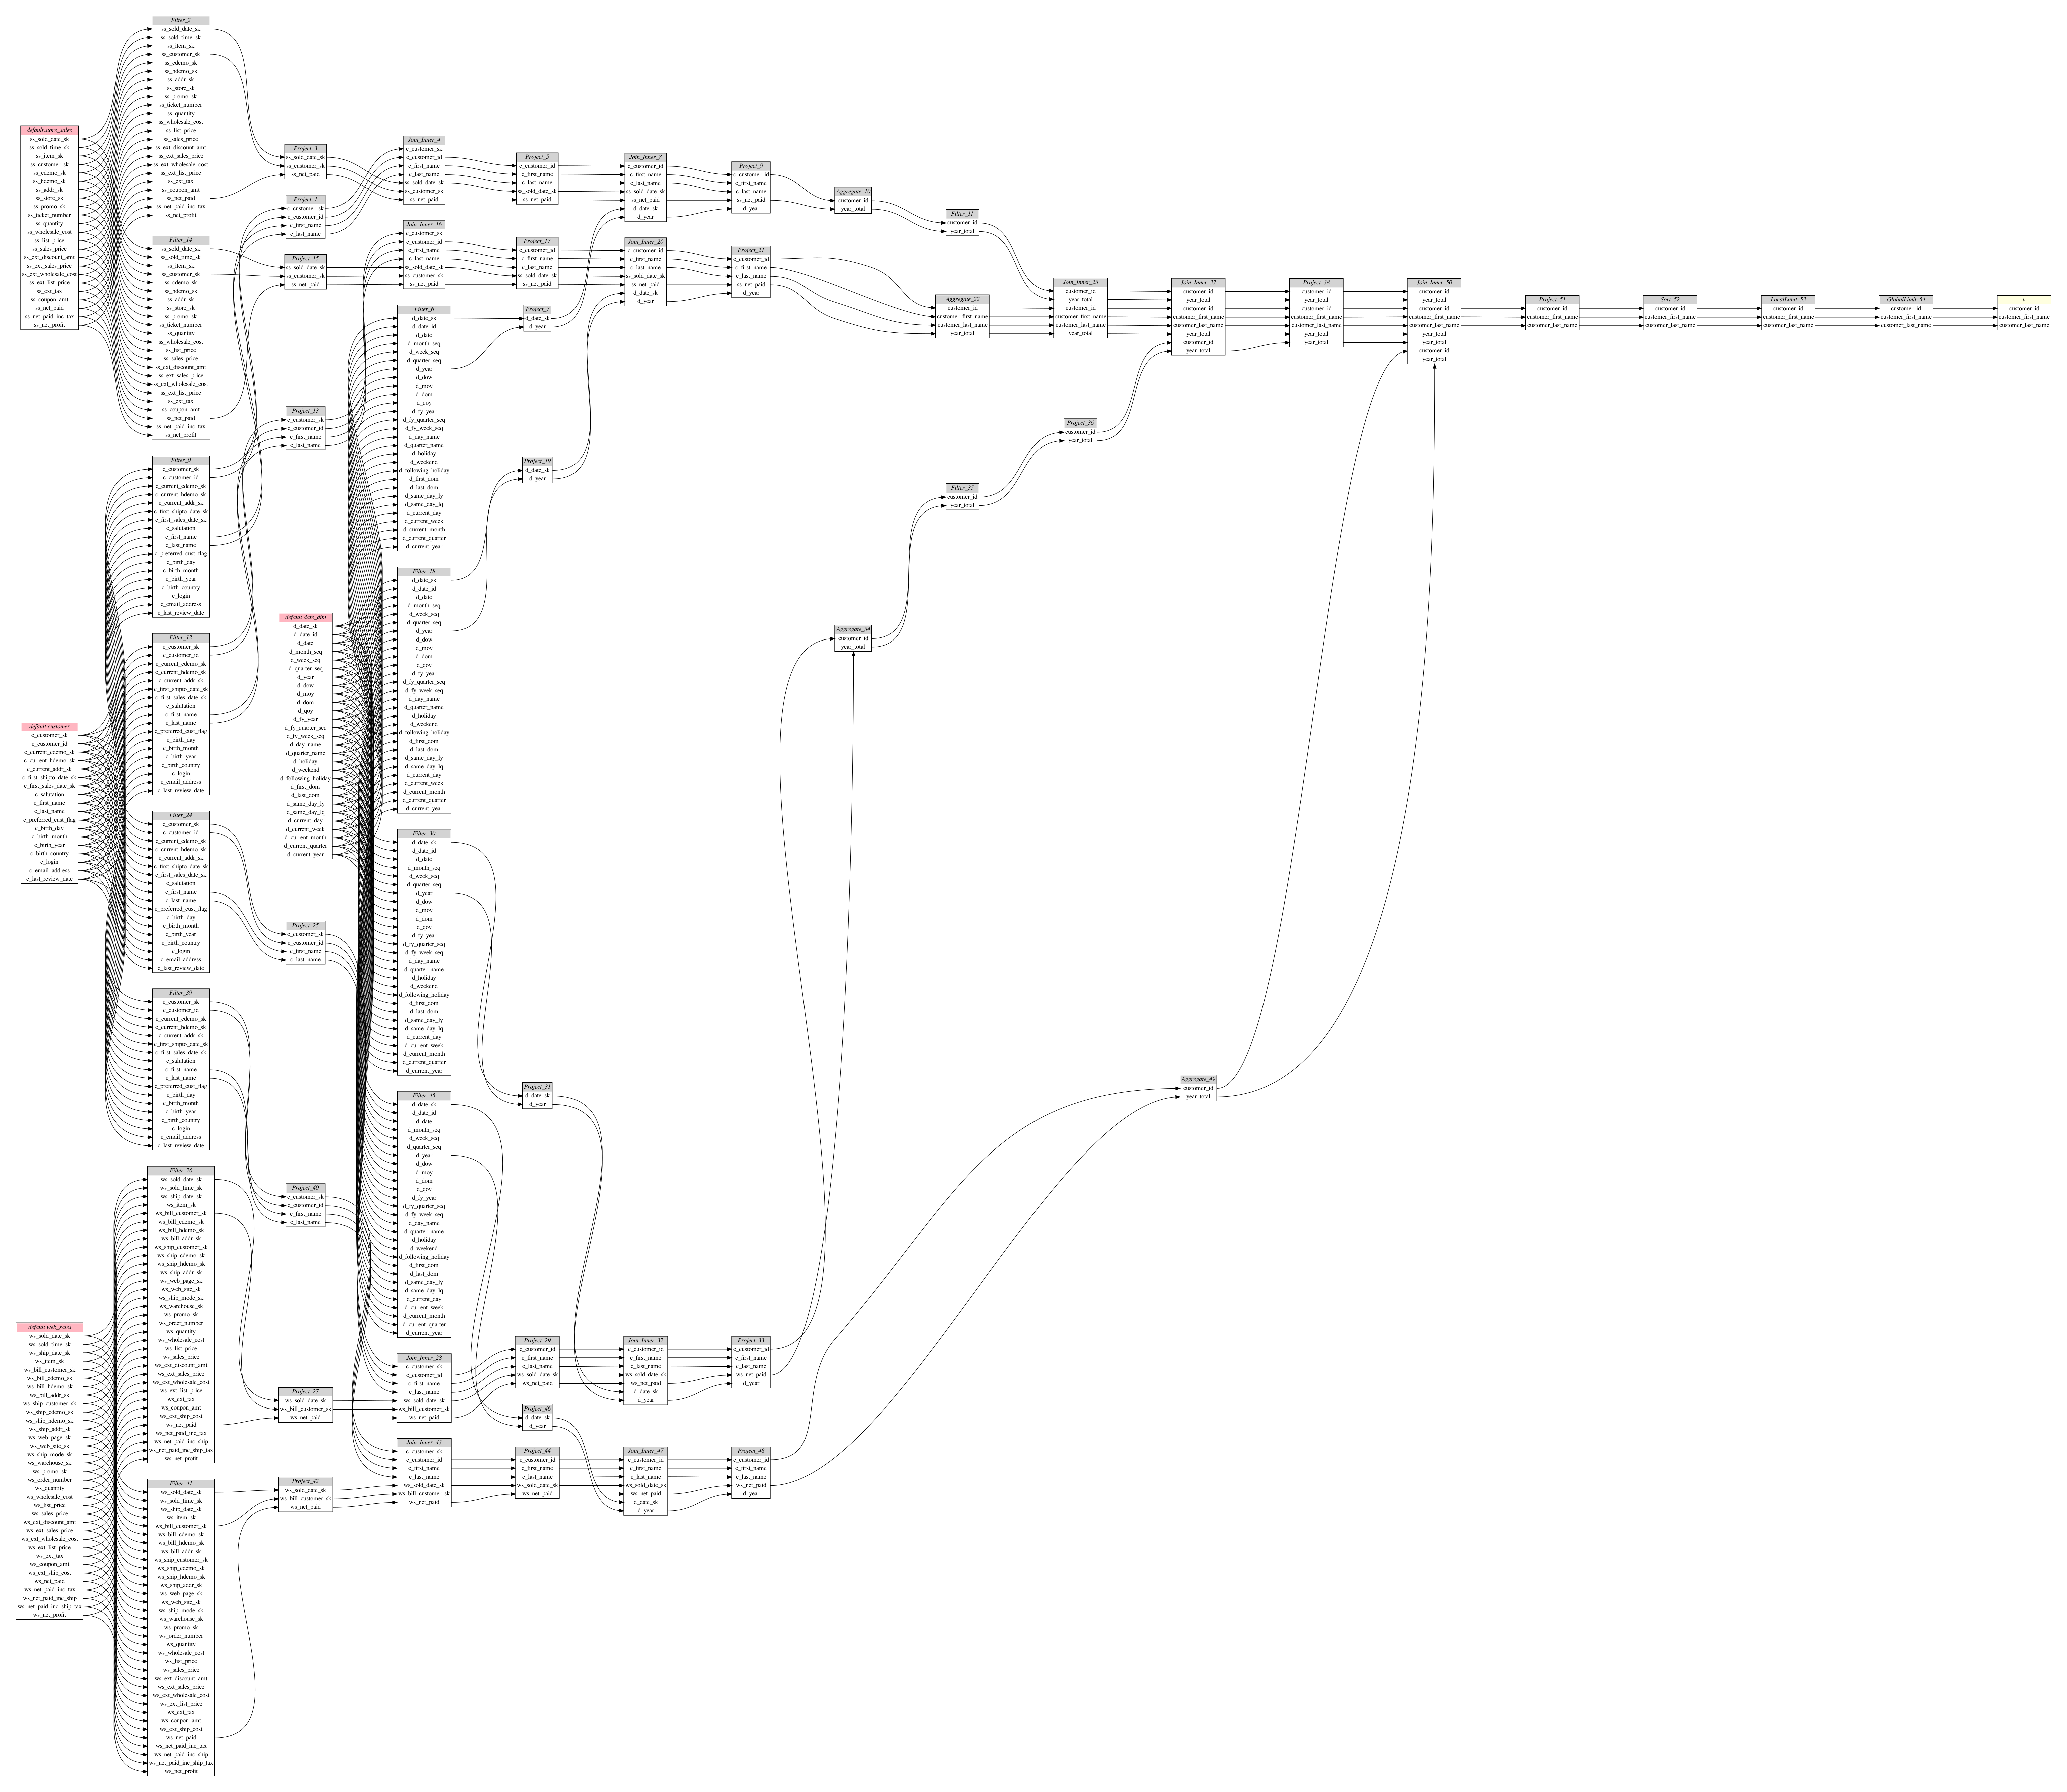 default.store_sales
ss_sold_date_sk
ss_sold_time_sk
ss_item_sk
ss_customer_sk
ss_cdemo_sk
ss_hdemo_sk
ss_addr_sk
ss_store_sk
ss_promo_sk
ss_ticket_number
ss_quantity
ss_wholesale_cost
ss_list_price
ss_sales_price
ss_ext_discount_amt
ss_ext_sales_price
ss_ext_wholesale_cost
ss_ext_list_price
ss_ext_tax
ss_coupon_amt
ss_net_paid
ss_net_paid_inc_tax
ss_net_profit
default.customer
c_customer_sk
c_customer_id
c_current_cdemo_sk
c_current_hdemo_sk
c_current_addr_sk
c_first_shipto_date_sk
c_first_sales_date_sk
c_salutation
c_first_name
c_last_name
c_preferred_cust_flag
c_birth_day
c_birth_month
c_birth_year
c_birth_country
c_login
c_email_address
c_last_review_date
default.web_sales
ws_sold_date_sk
ws_sold_time_sk
ws_ship_date_sk
ws_item_sk
ws_bill_customer_sk
ws_bill_cdemo_sk
ws_bill_hdemo_sk
ws_bill_addr_sk
ws_ship_customer_sk
ws_ship_cdemo_sk
ws_ship_hdemo_sk
ws_ship_addr_sk
ws_web_page_sk
ws_web_site_sk
ws_ship_mode_sk
ws_warehouse_sk
ws_promo_sk
ws_order_number
ws_quantity
ws_wholesale_cost
ws_list_price
ws_sales_price
ws_ext_discount_amt
ws_ext_sales_price
ws_ext_wholesale_cost
ws_ext_list_price
ws_ext_tax
ws_coupon_amt
ws_ext_ship_cost
ws_net_paid
ws_net_paid_inc_tax
ws_net_paid_inc_ship
ws_net_paid_inc_ship_tax
ws_net_profit
Filter_2
ss_sold_date_sk
ss_sold_time_sk
ss_item_sk
ss_customer_sk
ss_cdemo_sk
ss_hdemo_sk
ss_addr_sk
ss_store_sk
ss_promo_sk
ss_ticket_number
ss_quantity
ss_wholesale_cost
ss_list_price
ss_sales_price
ss_ext_discount_amt
ss_ext_sales_price
ss_ext_wholesale_cost
ss_ext_list_price
ss_ext_tax
ss_coupon_amt
ss_net_paid
ss_net_paid_inc_tax
ss_net_profit
Filter_14
ss_sold_date_sk
ss_sold_time_sk
ss_item_sk
ss_customer_sk
ss_cdemo_sk
ss_hdemo_sk
ss_addr_sk
ss_store_sk
ss_promo_sk
ss_ticket_number
ss_quantity
ss_wholesale_cost
ss_list_price
ss_sales_price
ss_ext_discount_amt
ss_ext_sales_price
ss_ext_wholesale_cost
ss_ext_list_price
ss_ext_tax
ss_coupon_amt
ss_net_paid
ss_net_paid_inc_tax
ss_net_profit
Filter_0
c_customer_sk
c_customer_id
c_current_cdemo_sk
c_current_hdemo_sk
c_current_addr_sk
c_first_shipto_date_sk
c_first_sales_date_sk
c_salutation
c_first_name
c_last_name
c_preferred_cust_flag
c_birth_day
c_birth_month
c_birth_year
c_birth_country
c_login
c_email_address
c_last_review_date
Filter_12
c_customer_sk
c_customer_id
c_current_cdemo_sk
c_current_hdemo_sk
c_current_addr_sk
c_first_shipto_date_sk
c_first_sales_date_sk
c_salutation
c_first_name
c_last_name
c_preferred_cust_flag
c_birth_day
c_birth_month
c_birth_year
c_birth_country
c_login
c_email_address
c_last_review_date
Filter_24
c_customer_sk
c_customer_id
c_current_cdemo_sk
c_current_hdemo_sk
c_current_addr_sk
c_first_shipto_date_sk
c_first_sales_date_sk
c_salutation
c_first_name
c_last_name
c_preferred_cust_flag
c_birth_day
c_birth_month
c_birth_year
c_birth_country
c_login
c_email_address
c_last_review_date
Filter_39
c_customer_sk
c_customer_id
c_current_cdemo_sk
c_current_hdemo_sk
c_current_addr_sk
c_first_shipto_date_sk
c_first_sales_date_sk
c_salutation
c_first_name
c_last_name
c_preferred_cust_flag
c_birth_day
c_birth_month
c_birth_year
c_birth_country
c_login
c_email_address
c_last_review_date
Filter_26
ws_sold_date_sk
ws_sold_time_sk
ws_ship_date_sk
ws_item_sk
ws_bill_customer_sk
ws_bill_cdemo_sk
ws_bill_hdemo_sk
ws_bill_addr_sk
ws_ship_customer_sk
ws_ship_cdemo_sk
ws_ship_hdemo_sk
ws_ship_addr_sk
ws_web_page_sk
ws_web_site_sk
ws_ship_mode_sk
ws_warehouse_sk
ws_promo_sk
ws_order_number
ws_quantity
ws_wholesale_cost
ws_list_price
ws_sales_price
ws_ext_discount_amt
ws_ext_sales_price
ws_ext_wholesale_cost
ws_ext_list_price
ws_ext_tax
ws_coupon_amt
ws_ext_ship_cost
ws_net_paid
ws_net_paid_inc_tax
ws_net_paid_inc_ship
ws_net_paid_inc_ship_tax
ws_net_profit
Filter_41
ws_sold_date_sk
ws_sold_time_sk
ws_ship_date_sk
ws_item_sk
ws_bill_customer_sk
ws_bill_cdemo_sk
ws_bill_hdemo_sk
ws_bill_addr_sk
ws_ship_customer_sk
ws_ship_cdemo_sk
ws_ship_hdemo_sk
ws_ship_addr_sk
ws_web_page_sk
ws_web_site_sk
ws_ship_mode_sk
ws_warehouse_sk
ws_promo_sk
ws_order_number
ws_quantity
ws_wholesale_cost
ws_list_price
ws_sales_price
ws_ext_discount_amt
ws_ext_sales_price
ws_ext_wholesale_cost
ws_ext_list_price
ws_ext_tax
ws_coupon_amt
ws_ext_ship_cost
ws_net_paid
ws_net_paid_inc_tax
ws_net_paid_inc_ship
ws_net_paid_inc_ship_tax
ws_net_profit
Project_3
ss_sold_date_sk
ss_customer_sk
ss_net_paid
Project_1
c_customer_sk
c_customer_id
c_first_name
c_last_name
Project_15
ss_sold_date_sk
ss_customer_sk
ss_net_paid
Project_13
c_customer_sk
c_customer_id
c_first_name
c_last_name
default.date_dim
d_date_sk
d_date_id
d_date
d_month_seq
d_week_seq
d_quarter_seq
d_year
d_dow
d_moy
d_dom
d_qoy
d_fy_year
d_fy_quarter_seq
d_fy_week_seq
d_day_name
d_quarter_name
d_holiday
d_weekend
d_following_holiday
d_first_dom
d_last_dom
d_same_day_ly
d_same_day_lq
d_current_day
d_current_week
d_current_month
d_current_quarter
d_current_year
Project_25
c_customer_sk
c_customer_id
c_first_name
c_last_name
Project_40
c_customer_sk
c_customer_id
c_first_name
c_last_name
Project_27
ws_sold_date_sk
ws_bill_customer_sk
ws_net_paid
Project_42
ws_sold_date_sk
ws_bill_customer_sk
ws_net_paid
Join_Inner_4
c_customer_sk
c_customer_id
c_first_name
c_last_name
ss_sold_date_sk
ss_customer_sk
ss_net_paid
Join_Inner_16
c_customer_sk
c_customer_id
c_first_name
c_last_name
ss_sold_date_sk
ss_customer_sk
ss_net_paid
Filter_6
d_date_sk
d_date_id
d_date
d_month_seq
d_week_seq
d_quarter_seq
d_year
d_dow
d_moy
d_dom
d_qoy
d_fy_year
d_fy_quarter_seq
d_fy_week_seq
d_day_name
d_quarter_name
d_holiday
d_weekend
d_following_holiday
d_first_dom
d_last_dom
d_same_day_ly
d_same_day_lq
d_current_day
d_current_week
d_current_month
d_current_quarter
d_current_year
Filter_18
d_date_sk
d_date_id
d_date
d_month_seq
d_week_seq
d_quarter_seq
d_year
d_dow
d_moy
d_dom
d_qoy
d_fy_year
d_fy_quarter_seq
d_fy_week_seq
d_day_name
d_quarter_name
d_holiday
d_weekend
d_following_holiday
d_first_dom
d_last_dom
d_same_day_ly
d_same_day_lq
d_current_day
d_current_week
d_current_month
d_current_quarter
d_current_year
Filter_30
d_date_sk
d_date_id
d_date
d_month_seq
d_week_seq
d_quarter_seq
d_year
d_dow
d_moy
d_dom
d_qoy
d_fy_year
d_fy_quarter_seq
d_fy_week_seq
d_day_name
d_quarter_name
d_holiday
d_weekend
d_following_holiday
d_first_dom
d_last_dom
d_same_day_ly
d_same_day_lq
d_current_day
d_current_week
d_current_month
d_current_quarter
d_current_year
Filter_45
d_date_sk
d_date_id
d_date
d_month_seq
d_week_seq
d_quarter_seq
d_year
d_dow
d_moy
d_dom
d_qoy
d_fy_year
d_fy_quarter_seq
d_fy_week_seq
d_day_name
d_quarter_name
d_holiday
d_weekend
d_following_holiday
d_first_dom
d_last_dom
d_same_day_ly
d_same_day_lq
d_current_day
d_current_week
d_current_month
d_current_quarter
d_current_year
Join_Inner_28
c_customer_sk
c_customer_id
c_first_name
c_last_name
ws_sold_date_sk
ws_bill_customer_sk
ws_net_paid
Join_Inner_43
c_customer_sk
c_customer_id
c_first_name
c_last_name
ws_sold_date_sk
ws_bill_customer_sk
ws_net_paid
Project_5
c_customer_id
c_first_name
c_last_name
ss_sold_date_sk
ss_net_paid
Project_17
c_customer_id
c_first_name
c_last_name
ss_sold_date_sk
ss_net_paid
Project_7
d_date_sk
d_year
Project_19
d_date_sk
d_year
Project_31
d_date_sk
d_year
Project_29
c_customer_id
c_first_name
c_last_name
ws_sold_date_sk
ws_net_paid
Project_46
d_date_sk
d_year
Project_44
c_customer_id
c_first_name
c_last_name
ws_sold_date_sk
ws_net_paid
Join_Inner_8
c_customer_id
c_first_name
c_last_name
ss_sold_date_sk
ss_net_paid
d_date_sk
d_year
Join_Inner_20
c_customer_id
c_first_name
c_last_name
ss_sold_date_sk
ss_net_paid
d_date_sk
d_year
Join_Inner_32
c_customer_id
c_first_name
c_last_name
ws_sold_date_sk
ws_net_paid
d_date_sk
d_year
Join_Inner_47
c_customer_id
c_first_name
c_last_name
ws_sold_date_sk
ws_net_paid
d_date_sk
d_year
Project_9
c_customer_id
c_first_name
c_last_name
ss_net_paid
d_year
Project_21
c_customer_id
c_first_name
c_last_name
ss_net_paid
d_year
Project_33
c_customer_id
c_first_name
c_last_name
ws_net_paid
d_year
Project_48
c_customer_id
c_first_name
c_last_name
ws_net_paid
d_year
Aggregate_10
customer_id
year_total
Aggregate_34
customer_id
year_total
Filter_11
customer_id
year_total
Aggregate_22
customer_id
customer_first_name
customer_last_name
year_total
Filter_35
customer_id
year_total
Join_Inner_23
customer_id
year_total
customer_id
customer_first_name
customer_last_name
year_total
Project_36
customer_id
year_total
Join_Inner_37
customer_id
year_total
customer_id
customer_first_name
customer_last_name
year_total
customer_id
year_total
Aggregate_49
customer_id
year_total
Project_38
customer_id
year_total
customer_id
customer_first_name
customer_last_name
year_total
year_total
Join_Inner_50
customer_id
year_total
customer_id
customer_first_name
customer_last_name
year_total
year_total
customer_id
year_total
Project_51
customer_id
customer_first_name
customer_last_name
Sort_52
customer_id
customer_first_name
customer_last_name
LocalLimit_53
customer_id
customer_first_name
customer_last_name
GlobalLimit_54
customer_id
customer_first_name
customer_last_name
v
customer_id
customer_first_name
customer_last_name